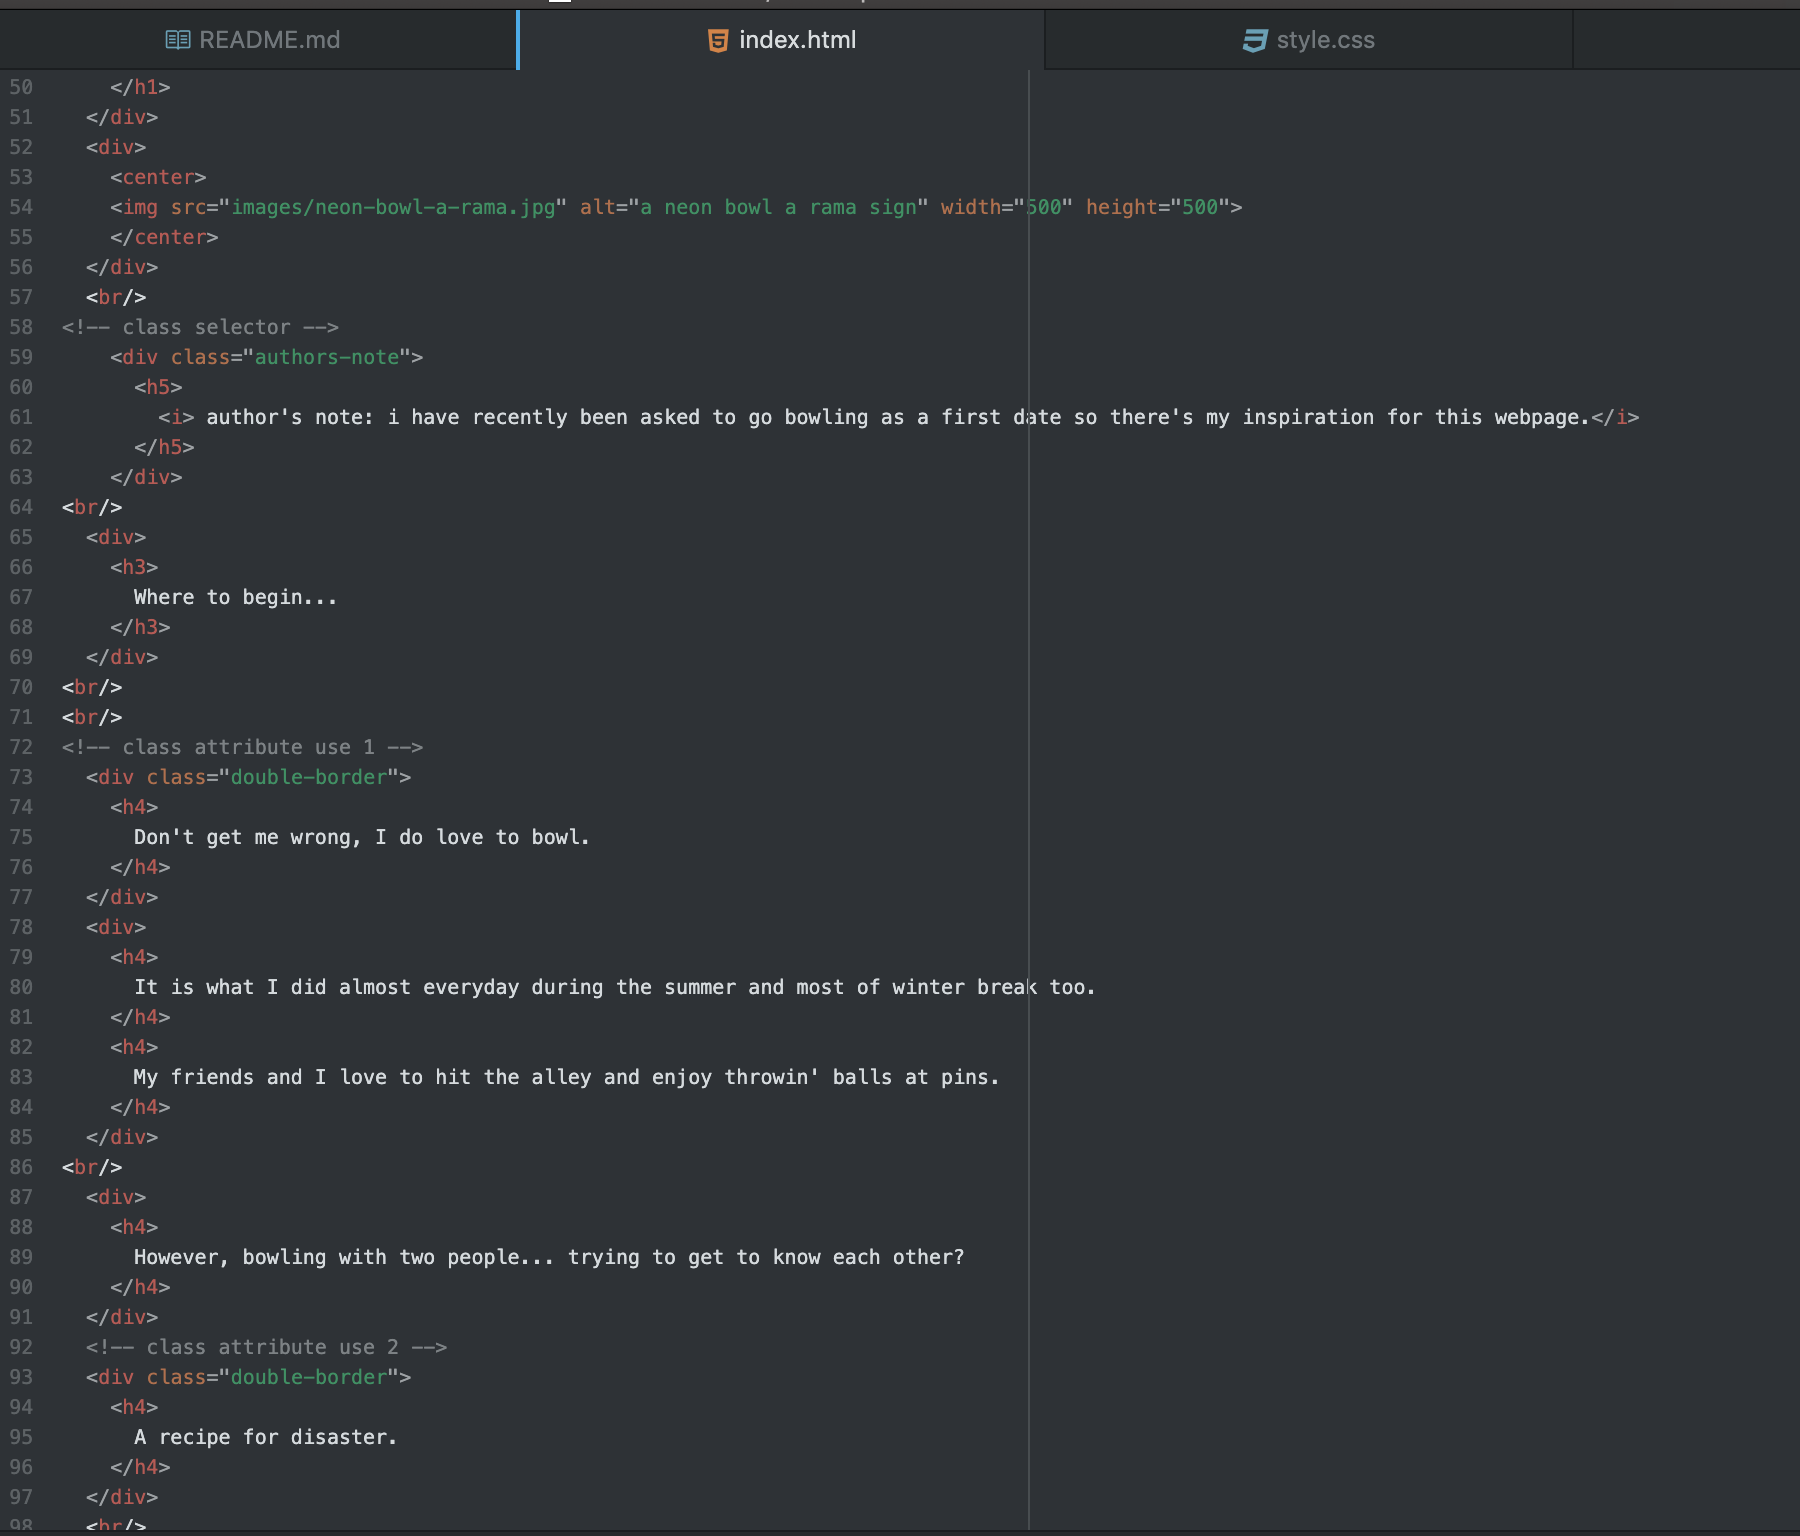 README.md index.html style.css
50 </h1>
51 </div>
52 <div>
53 <center>
54 <img src="images/neon-bowl-a-rama.jpg" alt="a neon bowl a rama sign" width="500" height="500">
55 </center>
56 </div>
57 <br/>
58 <!-- class selector -->
59 <div class="authors-note">
60 <h5>
61 <i> author's note: i have recently been asked to go bowling as a first date so there's my inspiration for this webpage.</i>
62 </h5>
63 </div>
64 <br/>
65 <div>
66 <h3>
67 Where to begin...
68 </h3>
69 </div>
70 <br/>
71 <br/>
72 <!-- class attribute use 1 -->
73 <div class="double-border">
74 <h4>
75 Don't get me wrong, I do love to bowl.
76 </h4>
77 </div>
78 <div>
79 <h4>
80 It is what I did almost everyday during the summer and most of winter break too.
81 </h4>
82 <h4>
83 My friends and I love to hit the alley and enjoy throwin' balls at pins.
84 </h4>
85 </div>
86 <br/>
87 <div>
88 <h4>
89 However, bowling with two people... trying to get to know each other?
90 </h4>
91 </div>
92 <!-- class attribute use 2 -->
93 <div class="double-border">
94 <h4>
95 A recipe for disaster.
96 </h4>
97 </div>
98 <br/>